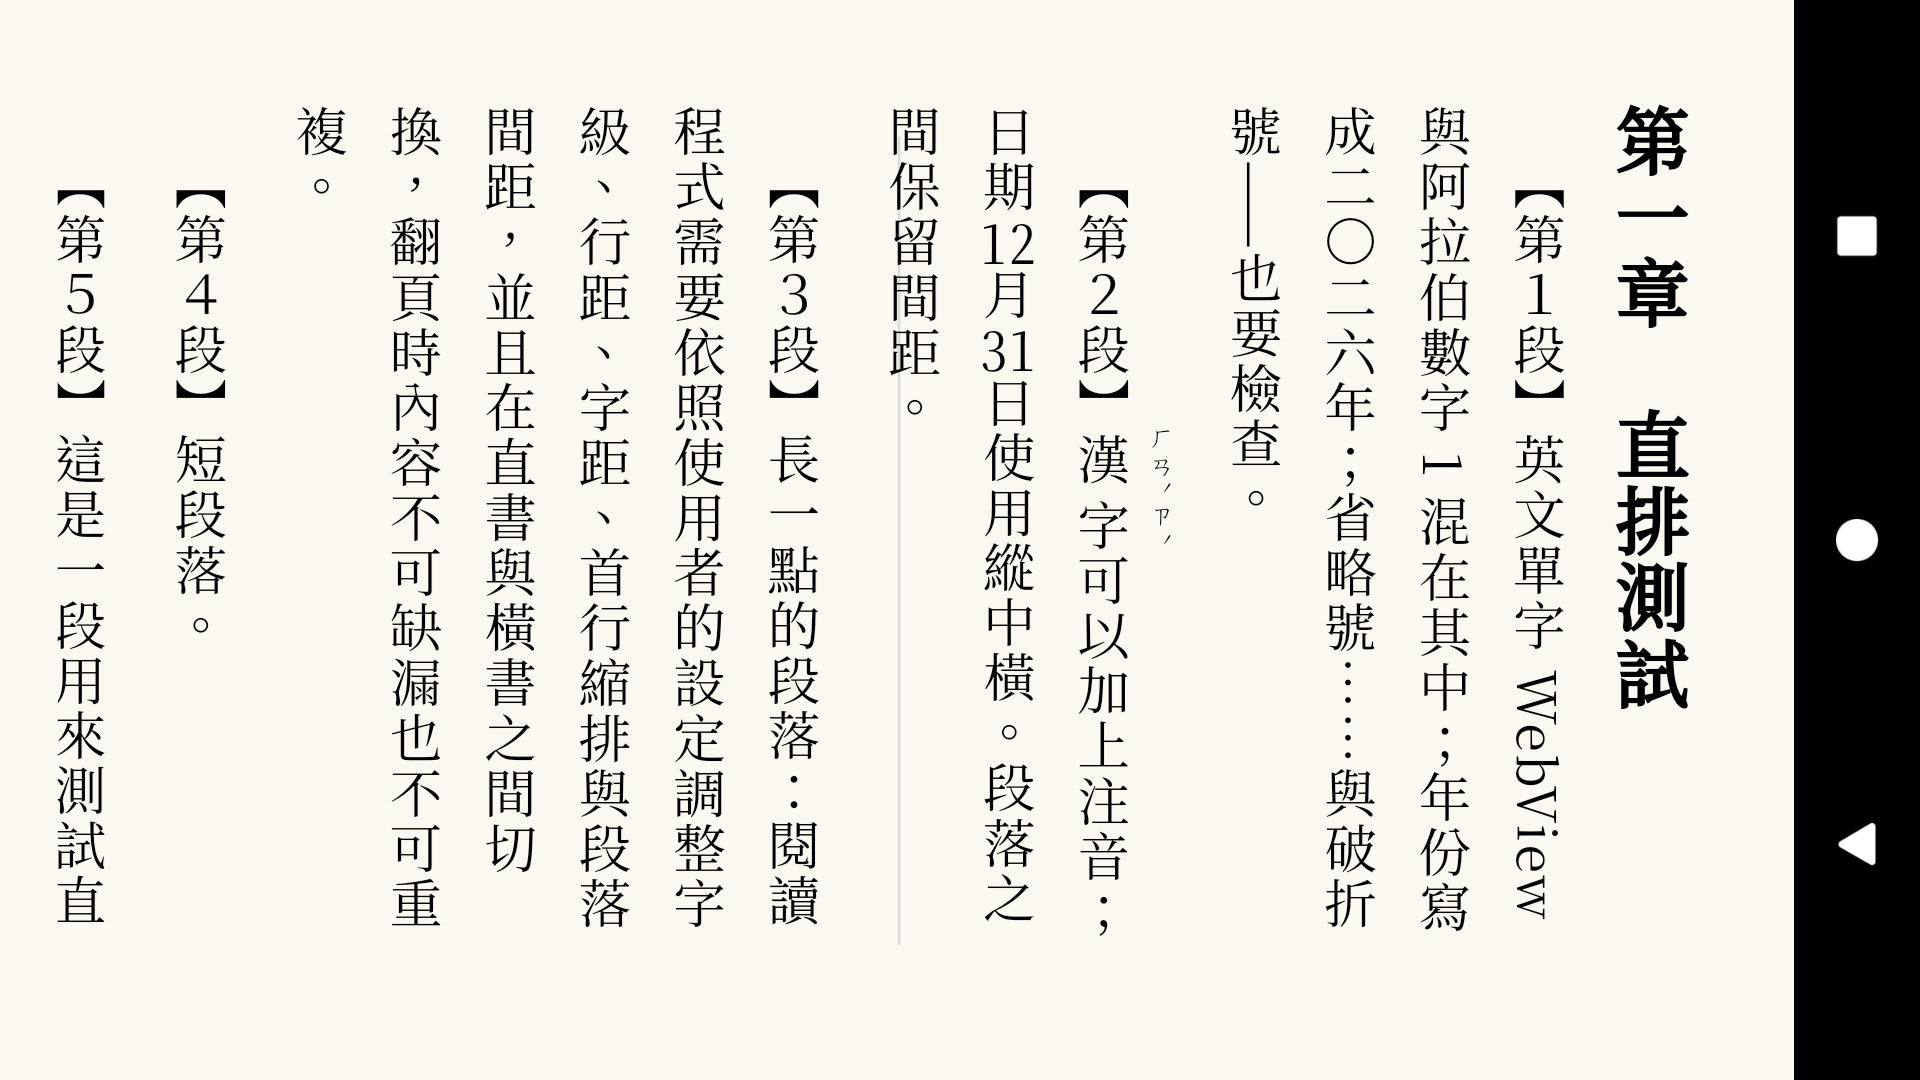 第一章　直排測試
【第1段】英文單字 WebView
與阿拉伯數字 1 混在其中；年份寫
成二〇二六年；省略號……與破折
號——也要檢查。
【第2段】漢字可以加上注音；
ㄏㄢˊㄗˋ
日期12月31日使用縱中橫。段落之
間保留間距。
【第3段】長一點的段落：閱讀
程式需要依照使用者的設定調整字
級、行距、字距、首行縮排與段落
間距，並且在直書與橫書之間切
換，翻頁時內容不可缺漏也不可重
複。
【第4段】短段落。
【第5段】這是一段用來測試直